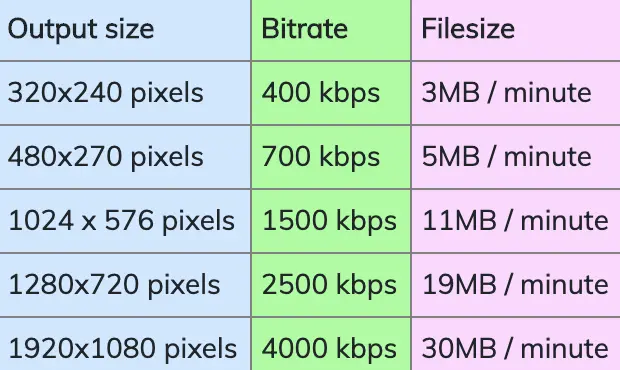 Output size Bitrate Filesize
320x240 pixels 400 kbps 3MB / minute
480x270 pixels 700 kbps 5MB / minute
1024 x 576 pixels 1500 kbps 11MB / minute
1280x720 pixels 2500 kbps 19MB / minute
1920x1080 pixels 4000 kbps 30MB / minute